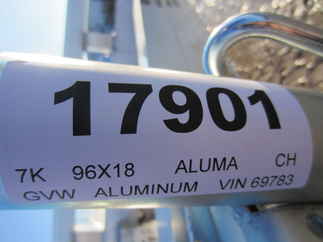 17901
7K 96X18 ALUMA CH
GVW ALUMINUM VIN 69783